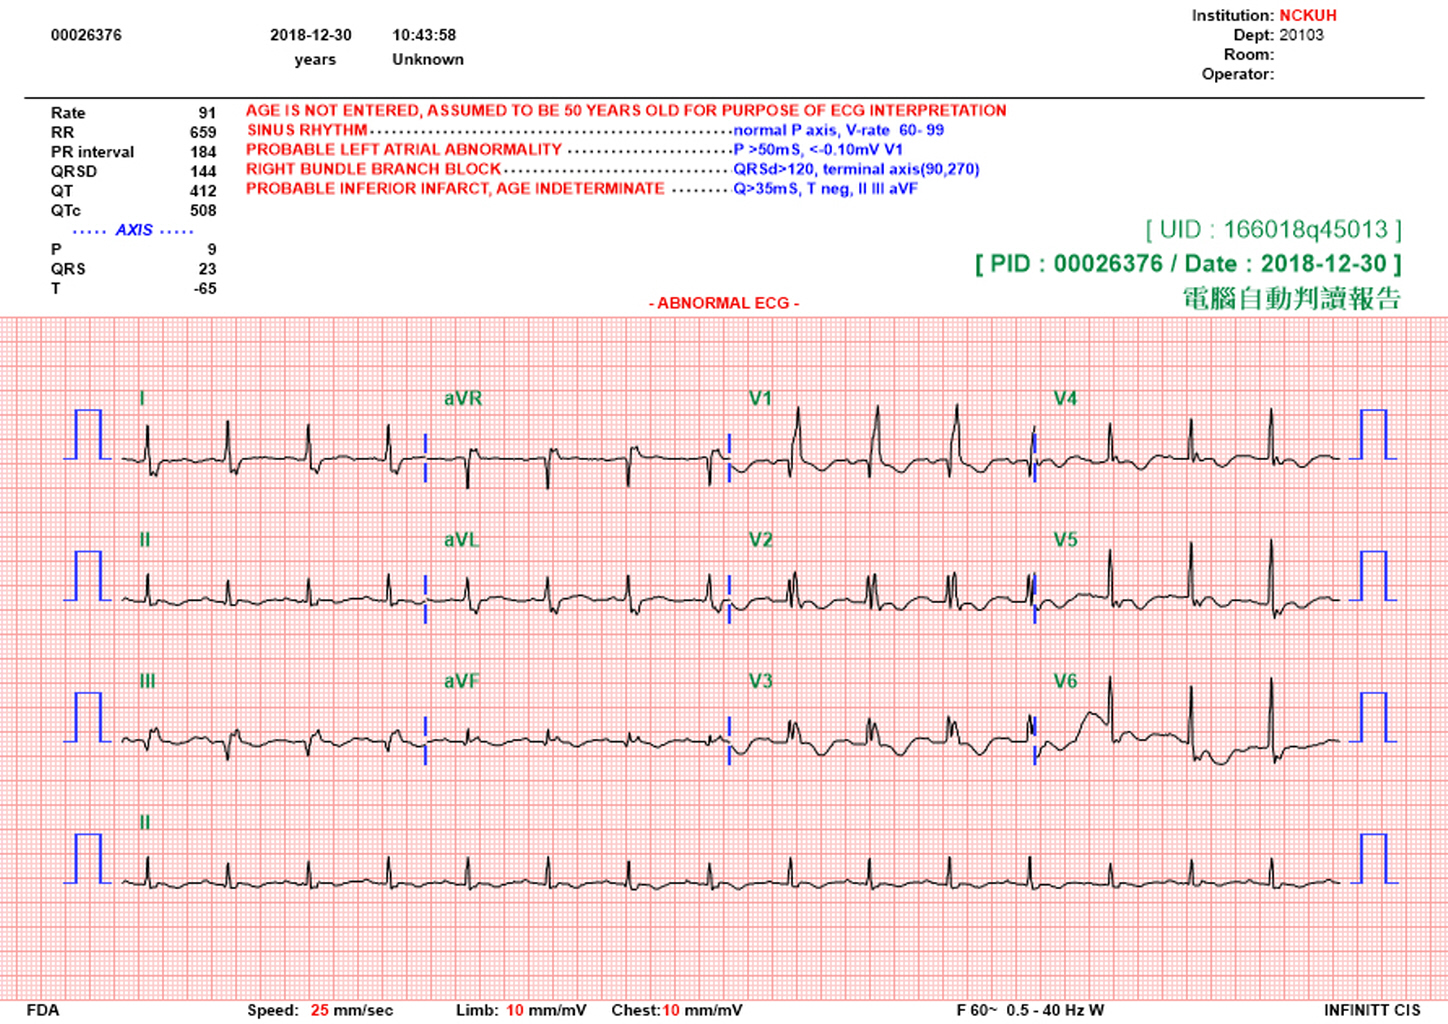 00026376 2018-12-30 10:43:58
years Unknown
Institution: NCKUH
Dept: 20103
Room:
Operator:
Rate 91
RR 659
PR interval 184
QRSD 144
QT 412
QTc 508
····· AXIS ·····
P 9
QRS 23
T -65
AGE IS NOT ENTERED, ASSUMED TO BE 50 YEARS OLD FOR PURPOSE OF ECG INTERPRETATION
SINUS RHYTHM··················································normal P axis, V-rate 60- 99
PROBABLE LEFT ATRIAL ABNORMALITY ·······················P >50mS, <-0.10mV V1
RIGHT BUNDLE BRANCH BLOCK································QRSd>120, terminal axis(90,270)
PROBABLE INFERIOR INFARCT, AGE INDETERMINATE ········Q>35mS, T neg, II III aVF
[ UID : 166018q45013 ]
[ PID : 00026376 / Date : 2018-12-30 ]
電腦自動判讀報告
- ABNORMAL ECG -
I aVR V1 V4
II aVL V2 V5
III aVF V3 V6
II
FDA Speed: 25 mm/sec Limb: 10 mm/mV Chest:10 mm/mV F 60~ 0.5 - 40 Hz W INFINITT CIS